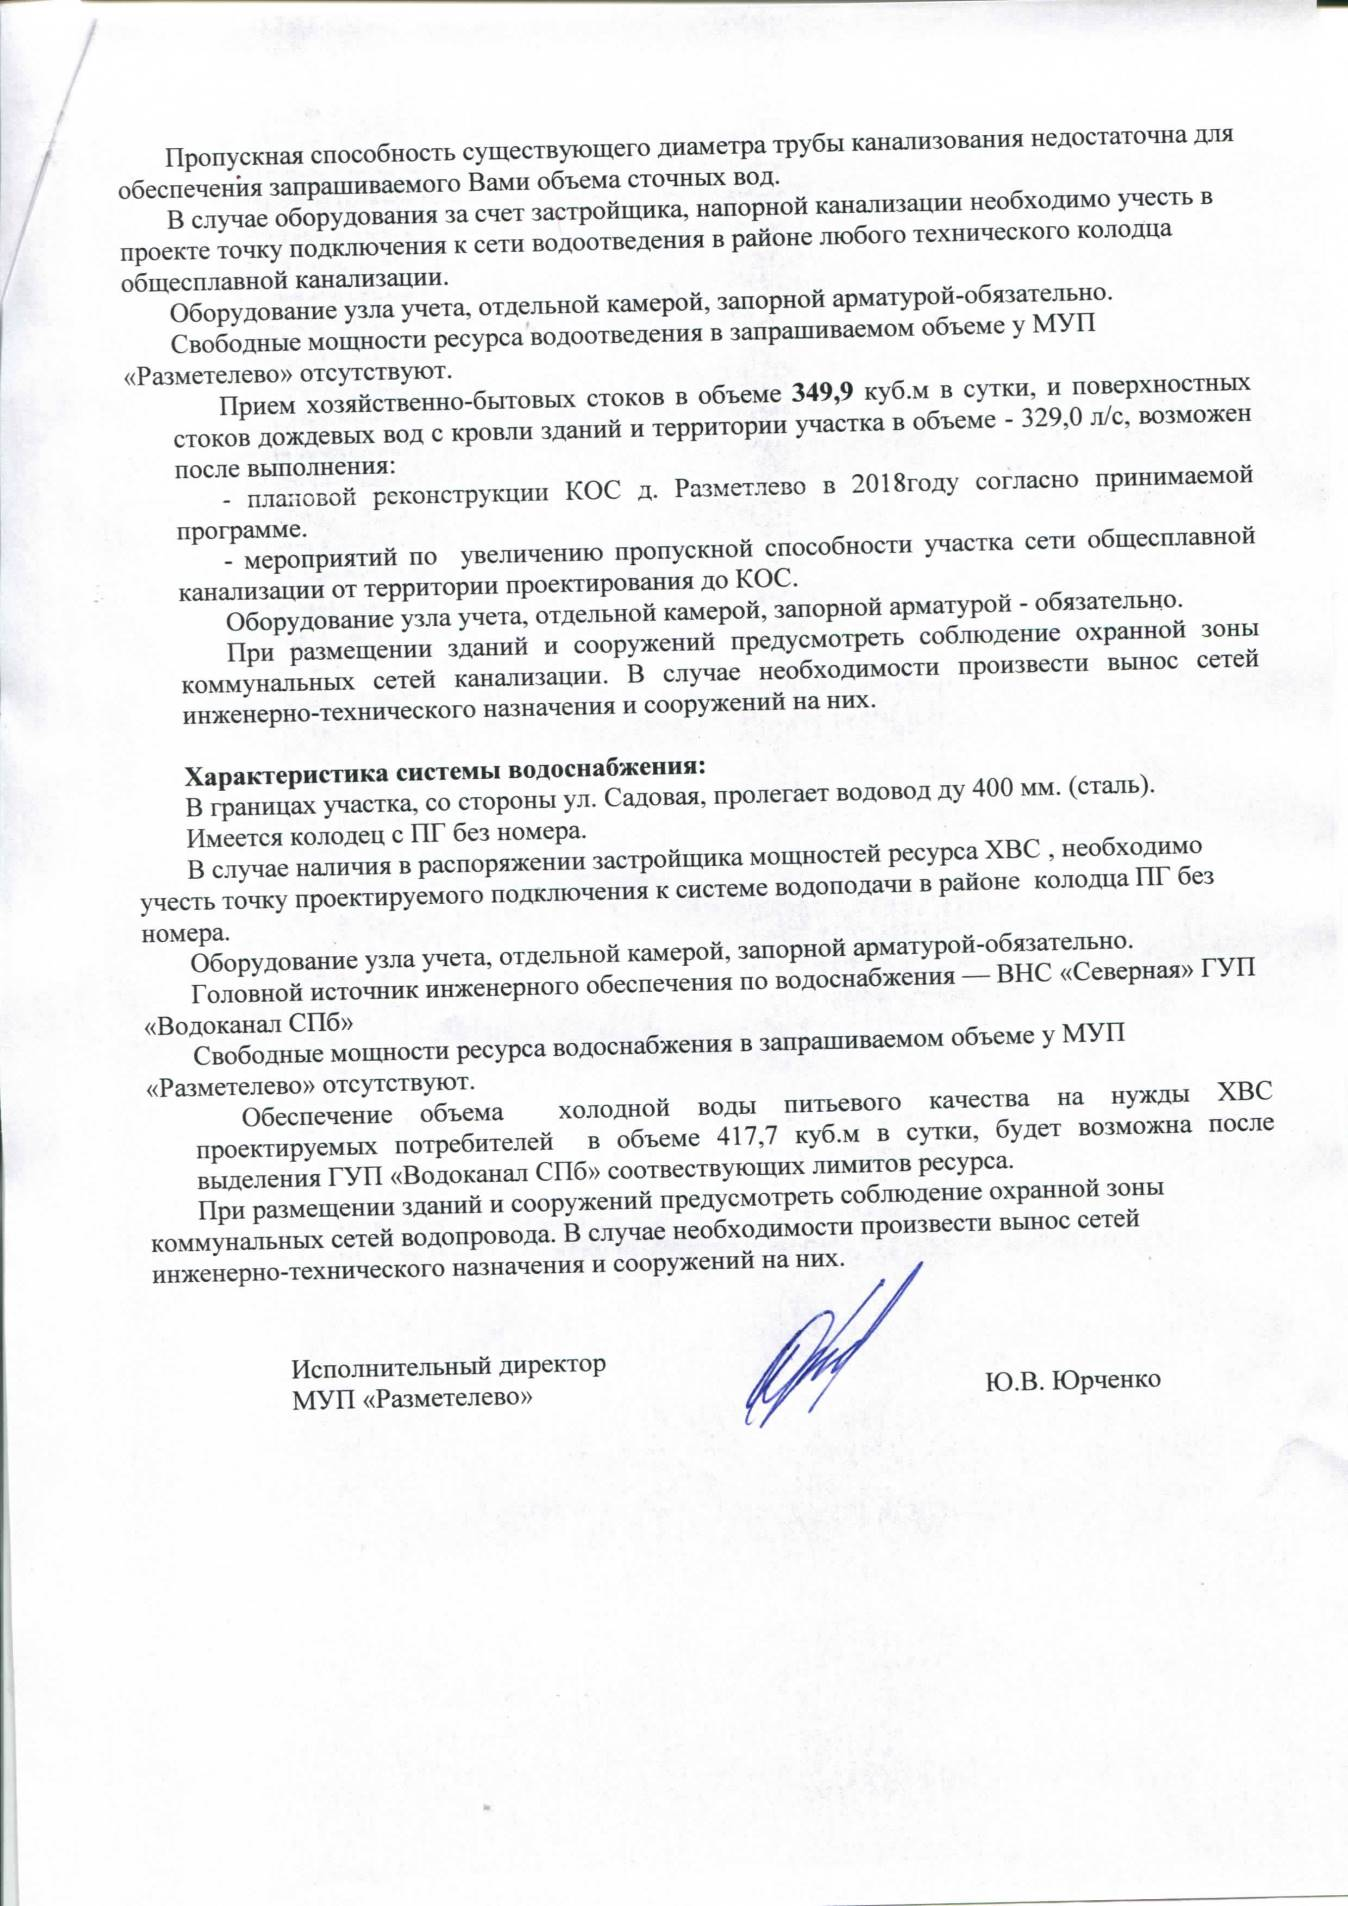 Пропускная способность существующего диаметра трубы канализования недостаточна для
обеспечения запрашиваемого Вами объема сточных вод.
В случае оборудования за счет застройщика, напорной канализации необходимо учесть в
проекте точку подключения к сети водоотведения в районе любого технического колодца
общесплавной канализации.
Оборудование узла учета, отдельной камерой, запорной арматурой-обязательно.
Свободные мощности ресурса водоотведения в запрашиваемом объеме у МУП
«Разметелево» отсутствуют.
Прием хозяйственно-бытовых стоков в объеме 349,9 куб.м в сутки, и поверхностных
стоков дождевых вод с кровли зданий и территории участка в объеме - 329,0 л/с, возможен
после выполнения:
- плановой реконструкции КОС д. Разметлево в 2018году согласно принимаемой
программе.
- мероприятий по увеличению пропускной способности участка сети общесплавной
канализации от территории проектирования до КОС.
Оборудование узла учета, отдельной камерой, запорной арматурой - обязательно.
При размещении зданий и сооружений предусмотреть соблюдение охранной зоны
коммунальных сетей канализации. В случае необходимости произвести вынос сетей
инженерно-технического назначения и сооружений на них.
Характеристика системы водоснабжения:
В границах участка, со стороны ул. Садовая, пролегает водовод ду 400 мм. (сталь).
Имеется колодец с ПГ без номера.
В случае наличия в распоряжении застройщика мощностей ресурса ХВС , необходимо
учесть точку проектируемого подключения к системе водоподачи в районе колодца ПГ без
номера.
Оборудование узла учета, отдельной камерой, запорной арматурой-обязательно.
Головной источник инженерного обеспечения по водоснабжения — ВНС «Северная» ГУП
«Водоканал СПб»
Свободные мощности ресурса водоснабжения в запрашиваемом объеме у МУП
«Разметелево» отсутствуют.
Обеспечение объема холодной воды питьевого качества на нужды ХВС
проектируемых потребителей в объеме 417,7 куб.м в сутки, будет возможна после
выделения ГУП «Водоканал СПб» соотвествующих лимитов ресурса.
При размещении зданий и сооружений предусмотреть соблюдение охранной зоны
коммунальных сетей водопровода. В случае необходимости произвести вынос сетей
инженерно-технического назначения и сооружений на них.
Исполнительный директор
МУП «Разметелево»
Ю.В. Юрченко